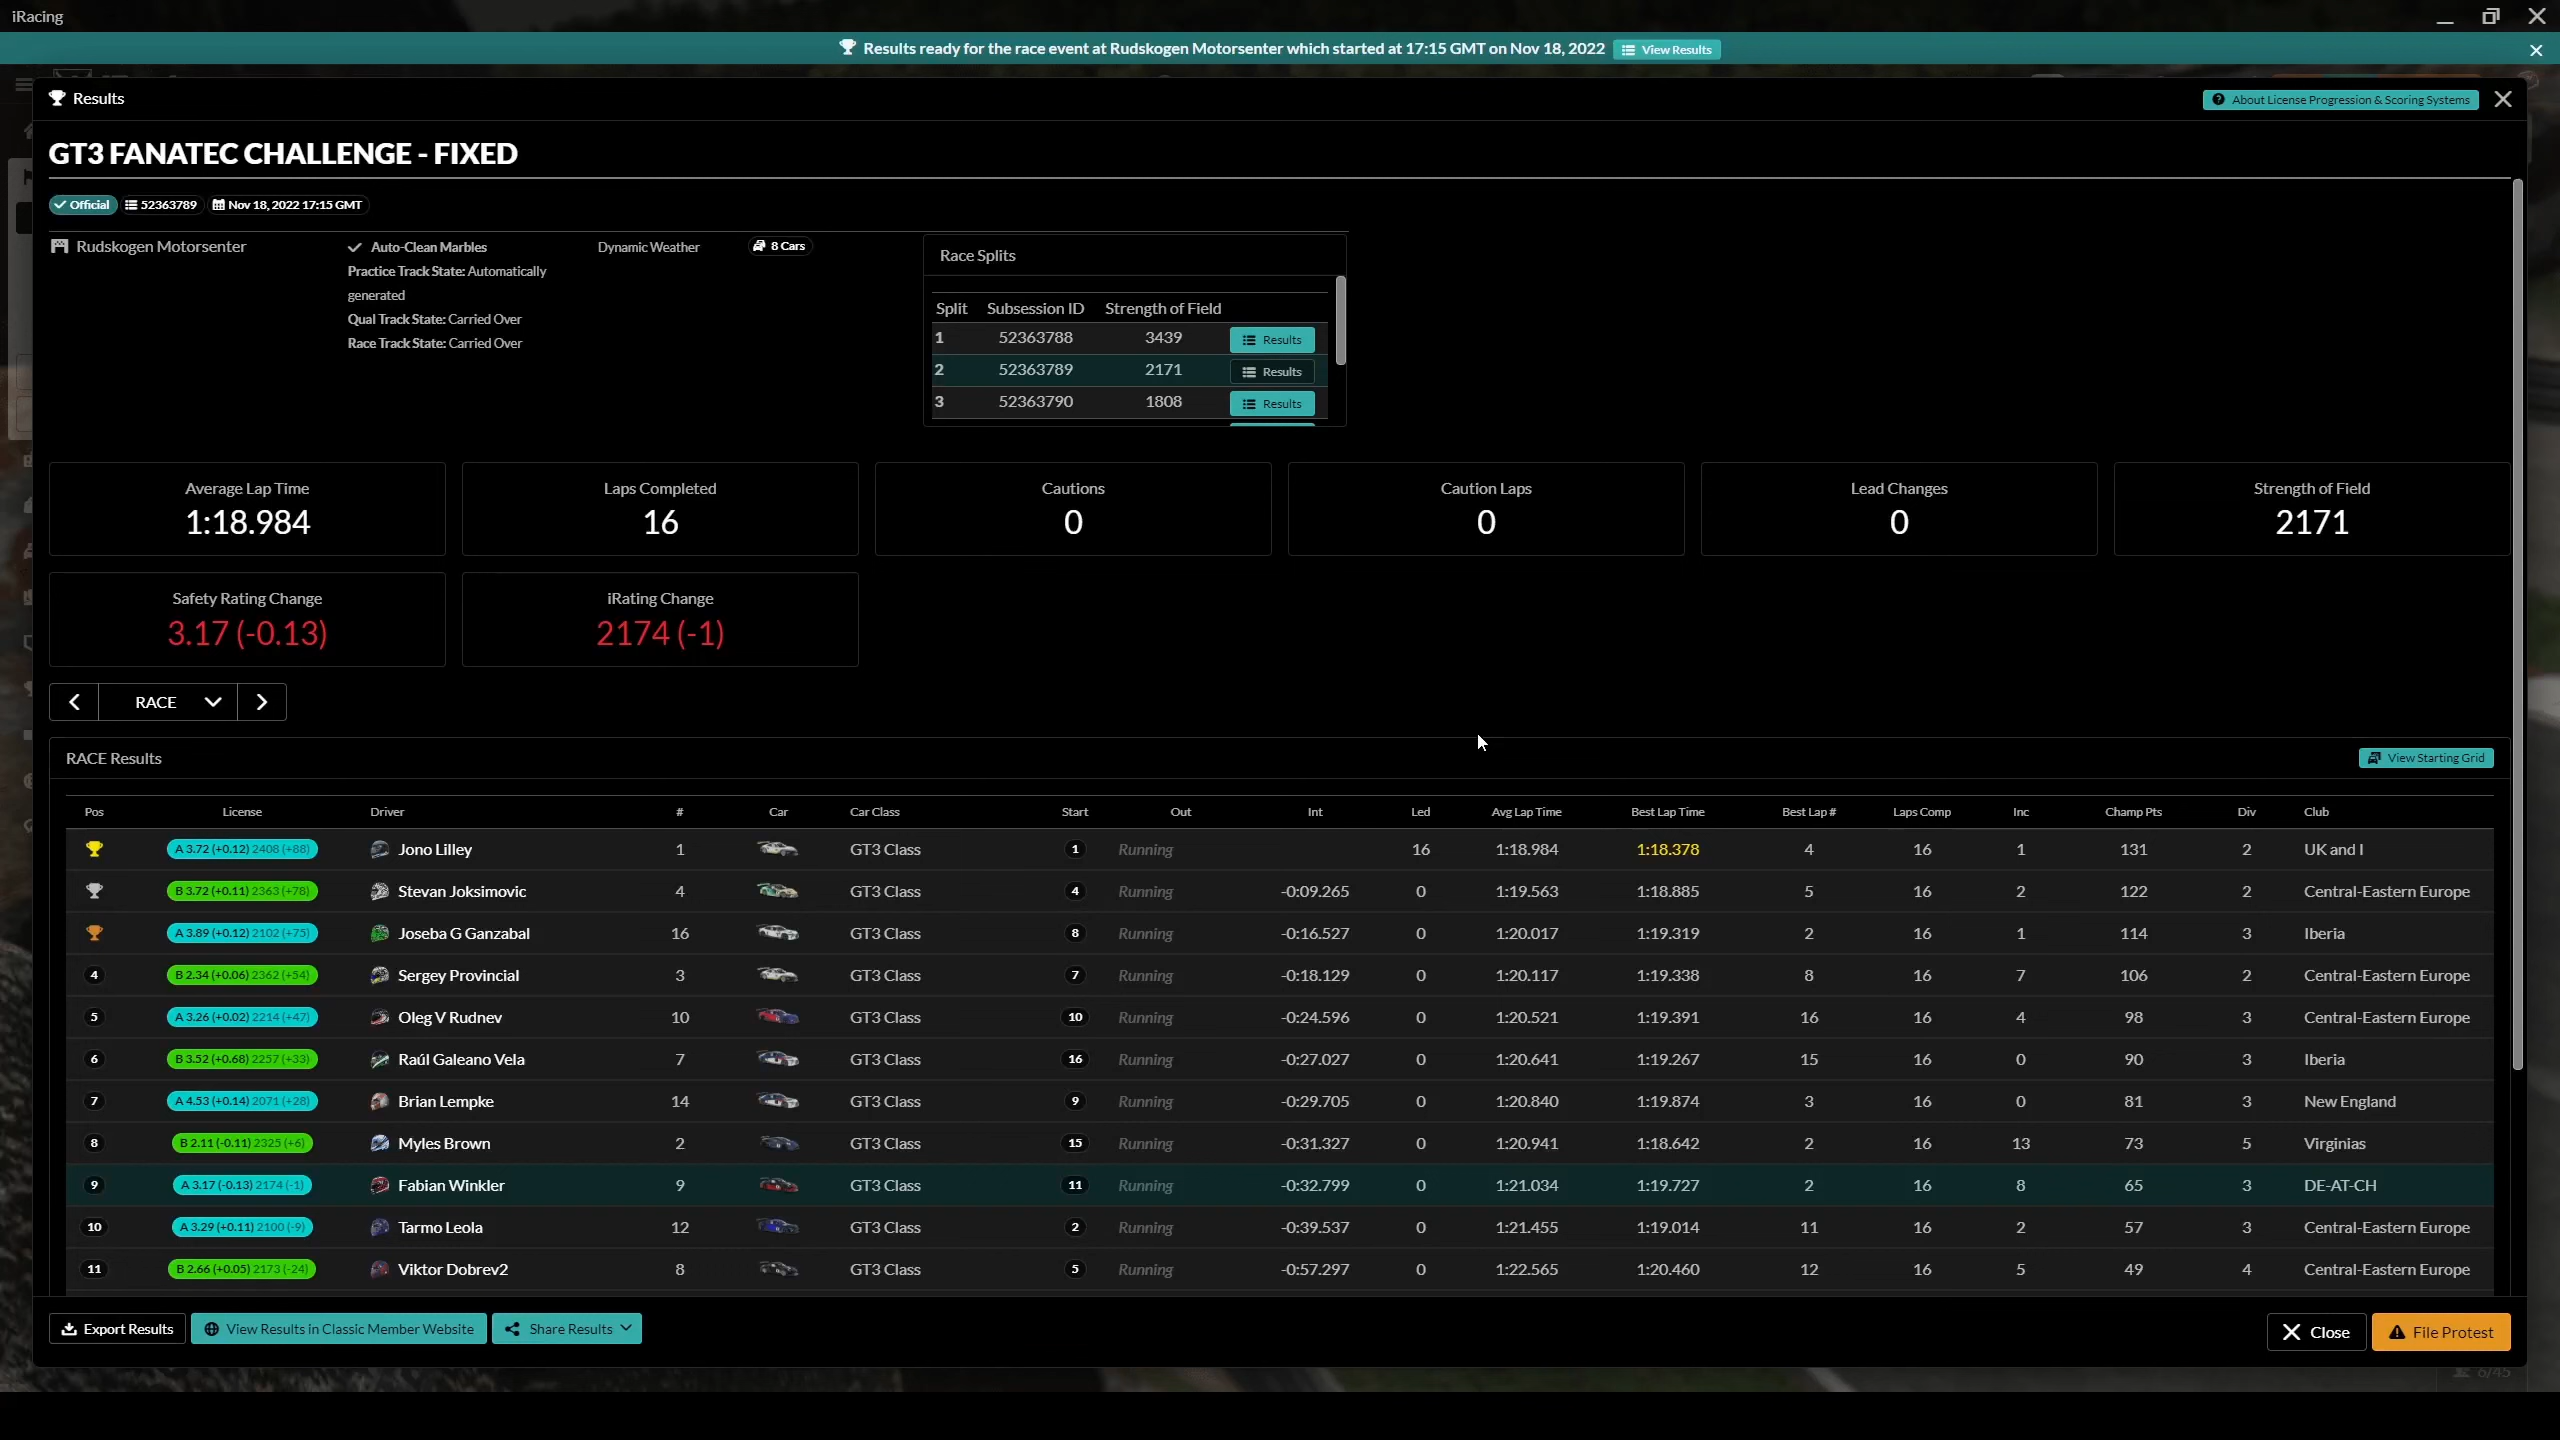 iRacing
Results ready for the race event at Rudskogen Motorsenter which started at 17:15 GMT on Nov 18, 2022 View Results
Results
About License Progression & Scoring Systems
GT3 FANATEC CHALLENGE - FIXED
Official 52363789 Nov 18, 2022 17:15 GMT
Rudskogen Motorsenter
Auto-Clean Marbles
Practice Track State: Automatically
generated
Qual Track State: Carried Over
Race Track State: Carried Over
Dynamic Weather
8 Cars
Race Splits
Split Subsession ID Strength of Field
1 52363788 3439 Results
2 52363789 2171 Results
3 52363790 1808 Results
Average Lap Time
1:18.984
Laps Completed
16
Cautions
0
Caution Laps
0
Lead Changes
0
Strength of Field
2171
Safety Rating Change
3.17 (-0.13)
iRating Change
2174 (-1)
RACE
RACE Results
View Starting Grid
Pos License Driver # Car Car Class Start Out Int Led Avg Lap Time Best Lap Time Best Lap # Laps Comp Inc Champ Pts Div Club
A 3.72 (+0.12) 2408 (+88) Jono Lilley 1 GT3 Class 1 Running 16 1:18.984 1:18.378 4 16 1 131 2 UK and I
B 3.72 (+0.11) 2363 (+78) Stevan Joksimovic 4 GT3 Class 4 Running -0:09.265 0 1:19.563 1:18.885 5 16 2 122 2 Central-Eastern Europe
A 3.89 (+0.12) 2102 (+75) Joseba G Ganzabal 16 GT3 Class 8 Running -0:16.527 0 1:20.017 1:19.319 2 16 1 114 3 Iberia
4 B 2.34 (+0.06) 2362 (+54) Sergey Provincial 3 GT3 Class 7 Running -0:18.129 0 1:20.117 1:19.338 8 16 7 106 2 Central-Eastern Europe
5 A 3.26 (+0.02) 2214 (+47) Oleg V Rudnev 10 GT3 Class 10 Running -0:24.596 0 1:20.521 1:19.391 16 16 4 98 3 Central-Eastern Europe
6 B 3.52 (+0.68) 2257 (+33) Raúl Galeano Vela 7 GT3 Class 16 Running -0:27.027 0 1:20.641 1:19.267 15 16 0 90 3 Iberia
7 A 4.53 (+0.14) 2071 (+28) Brian Lempke 14 GT3 Class 9 Running -0:29.705 0 1:20.840 1:19.874 3 16 0 81 3 New England
8 B 2.11 (-0.11) 2325 (+6) Myles Brown 2 GT3 Class 15 Running -0:31.327 0 1:20.941 1:18.642 2 16 13 73 5 Virginias
9 A 3.17 (-0.13) 2174 (-1) Fabian Winkler 9 GT3 Class 11 Running -0:32.799 0 1:21.034 1:19.727 2 16 8 65 3 DE-AT-CH
10 A 3.29 (+0.11) 2100 (-9) Tarmo Leola 12 GT3 Class 2 Running -0:39.537 0 1:21.455 1:19.014 11 16 2 57 3 Central-Eastern Europe
11 B 2.66 (+0.05) 2173 (-24) Viktor Dobrev2 8 GT3 Class 5 Running -0:57.297 0 1:22.565 1:20.460 12 16 5 49 4 Central-Eastern Europe
Export Results View Results in Classic Member Website Share Results
Close File Protest
6/45